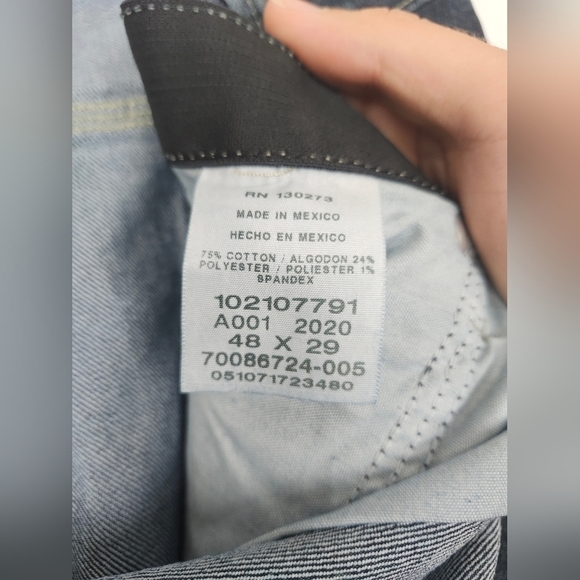 RN 130273
MADE IN MEXICO
HECHO EN MEXICO
75% COTTON / ALGODON 24%
POLYESTER / POLIESTER 1%
SPANDEX
102107791
A001 2020
48 X 29
70086724-005
051071723480